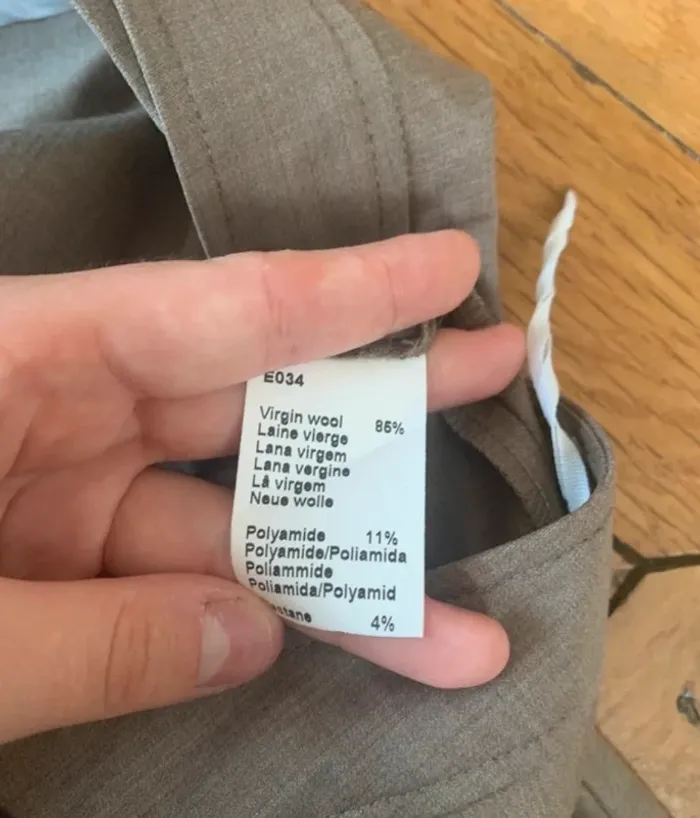 E034
Virgin wool 85%
Laine vierge
Lana virgem
Lana vergine
Lã virgem
Neue wolle
Polyamide 11%
Polyamide/Poliamida
Poliammide
Poliamida/Polyamid
4%